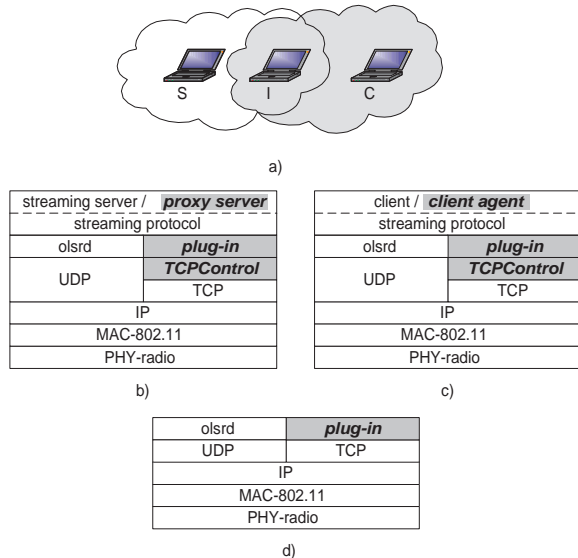 S I C
a)
streaming server / proxy server
streaming protocol
olsrd plug-in
UDP TCPControl
TCP
IP
MAC-802.11
PHY-radio
b)
client / client agent
streaming protocol
olsrd plug-in
UDP TCPControl
TCP
IP
MAC-802.11
PHY-radio
c)
olsrd plug-in
UDP TCP
IP
MAC-802.11
PHY-radio
d)